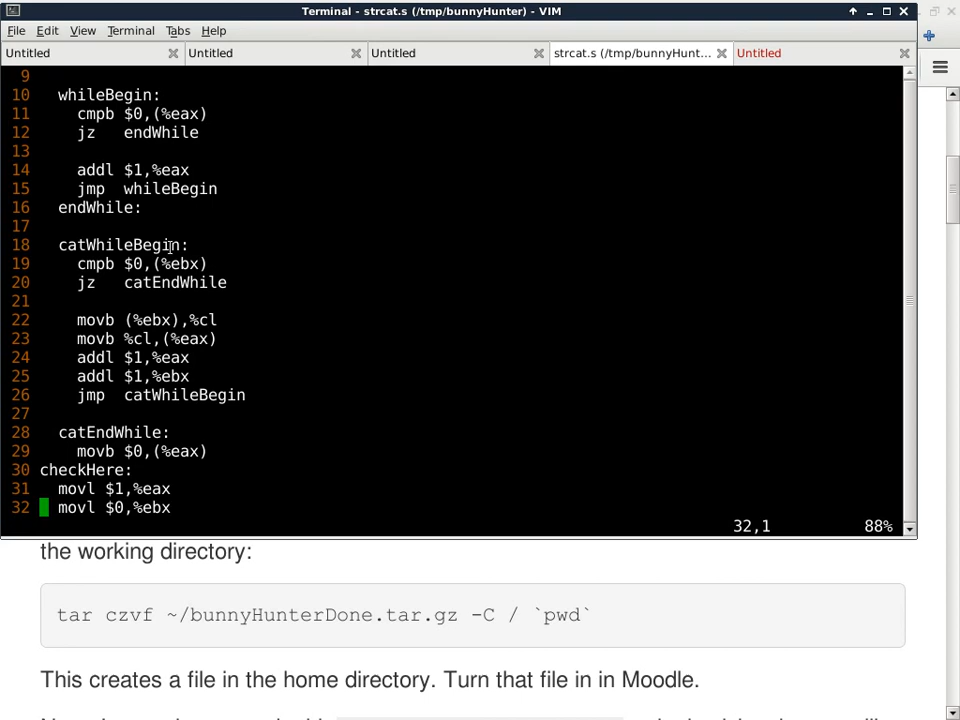 Terminal - strcat.s (/tmp/bunnyHunter) - VIM
File Edit View Terminal Tabs Help
Untitled Untitled Untitled strcat.s (/tmp/bunnyHunt... Untitled
9
10 whileBegin:
11 cmpb $0,(%eax)
12 jz endWhile
13
14 addl $1,%eax
15 jmp whileBegin
16 endWhile:
17
18 catWhileBegin:
19 cmpb $0,(%ebx)
20 jz catEndWhile
21
22 movb (%ebx),%cl
23 movb %cl,(%eax)
24 addl $1,%eax
25 addl $1,%ebx
26 jmp catWhileBegin
27
28 catEndWhile:
29 movb $0,(%eax)
30 checkHere:
31 movl $1,%eax
32 movl $0,%ebx
32,1 88%
the working directory:
tar czvf ~/bunnyHunterDone.tar.gz -C / `pwd`
This creates a file in the home directory. Turn that file in in Moodle.